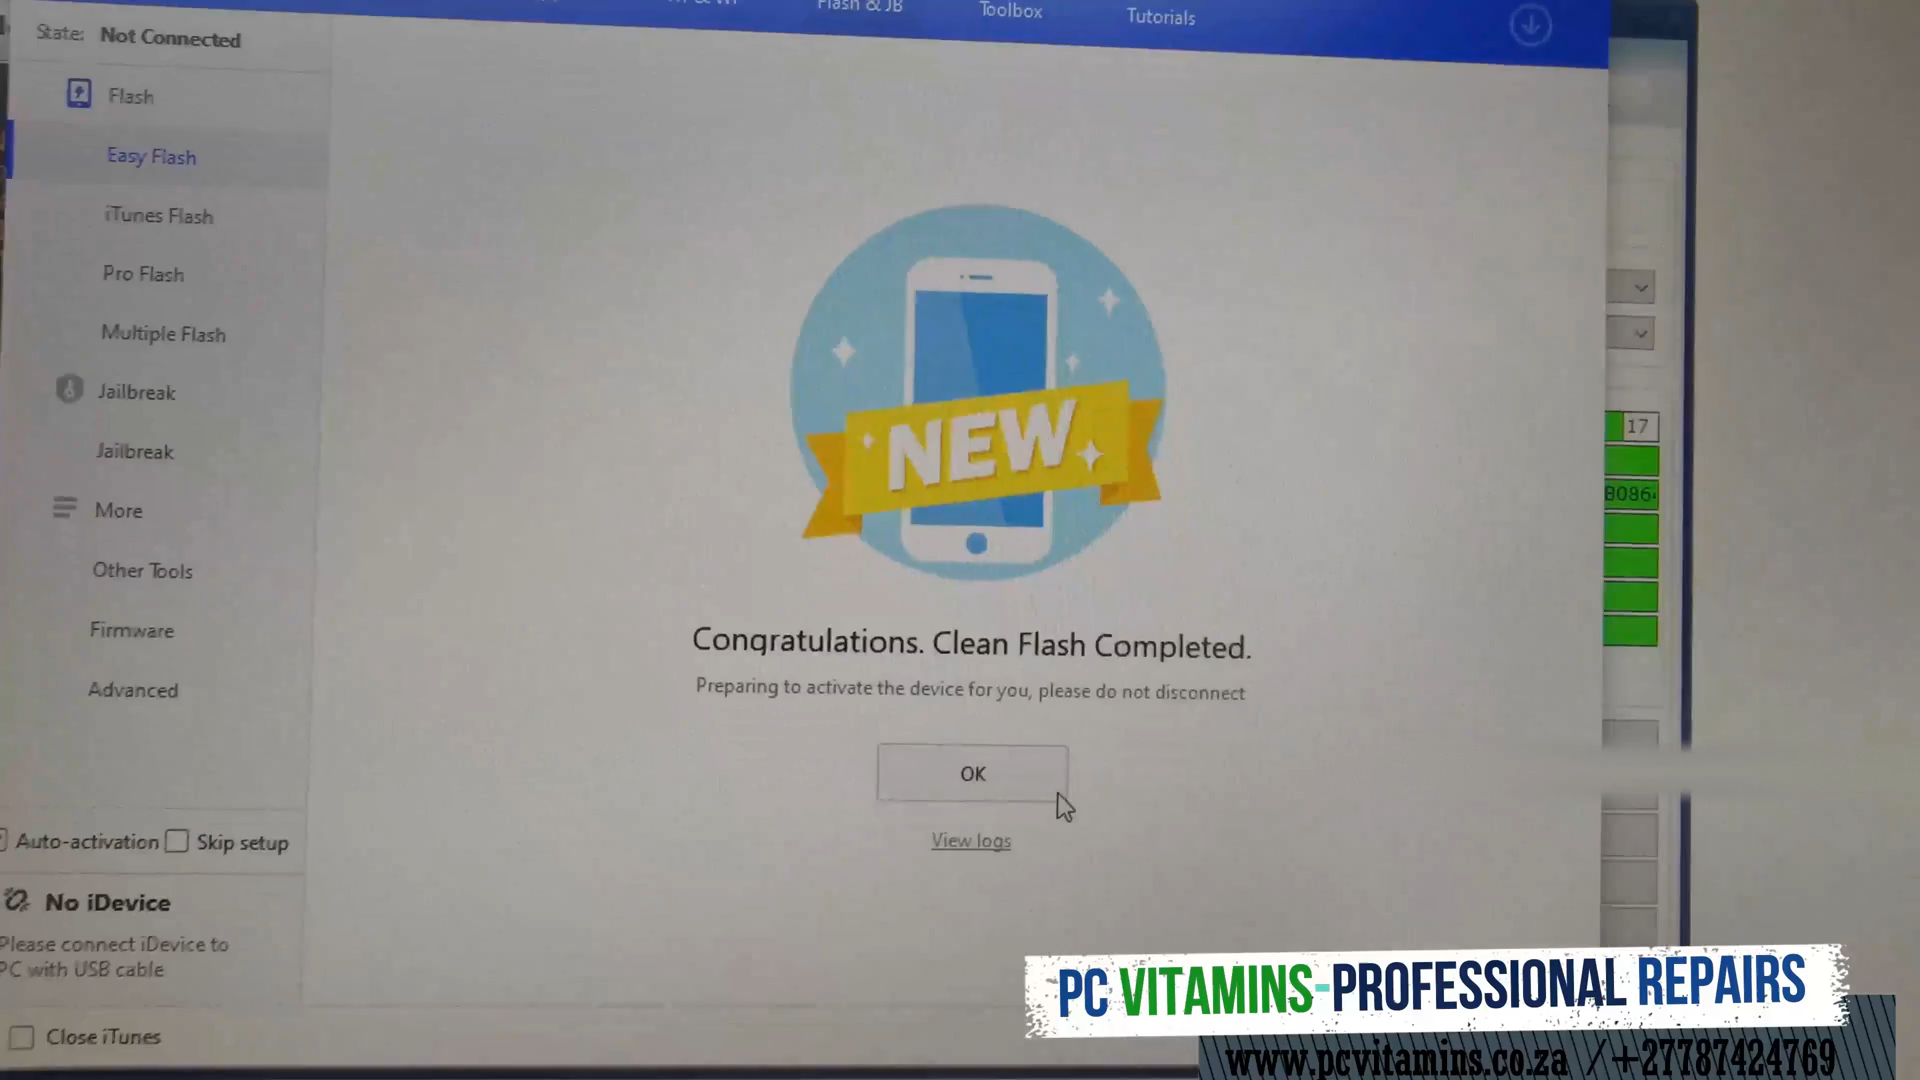 State: Not Connected
Flash & JB
Toolbox
Tutorials
Flash
Easy Flash
iTunes Flash
Pro Flash
Multiple Flash
Jailbreak
Jailbreak
More
Other Tools
Firmware
Advanced
Auto-activation
Skip setup
No iDevice
Please connect iDevice to
PC with USB cable
Close iTunes
NEW
Congratulations. Clean Flash Completed.
Preparing to activate the device for you, please do not disconnect
OK
View logs
17
PC VITAMINS-PROFESSIONAL REPAIRS
www.pcvitamins.co.za / +27787424769